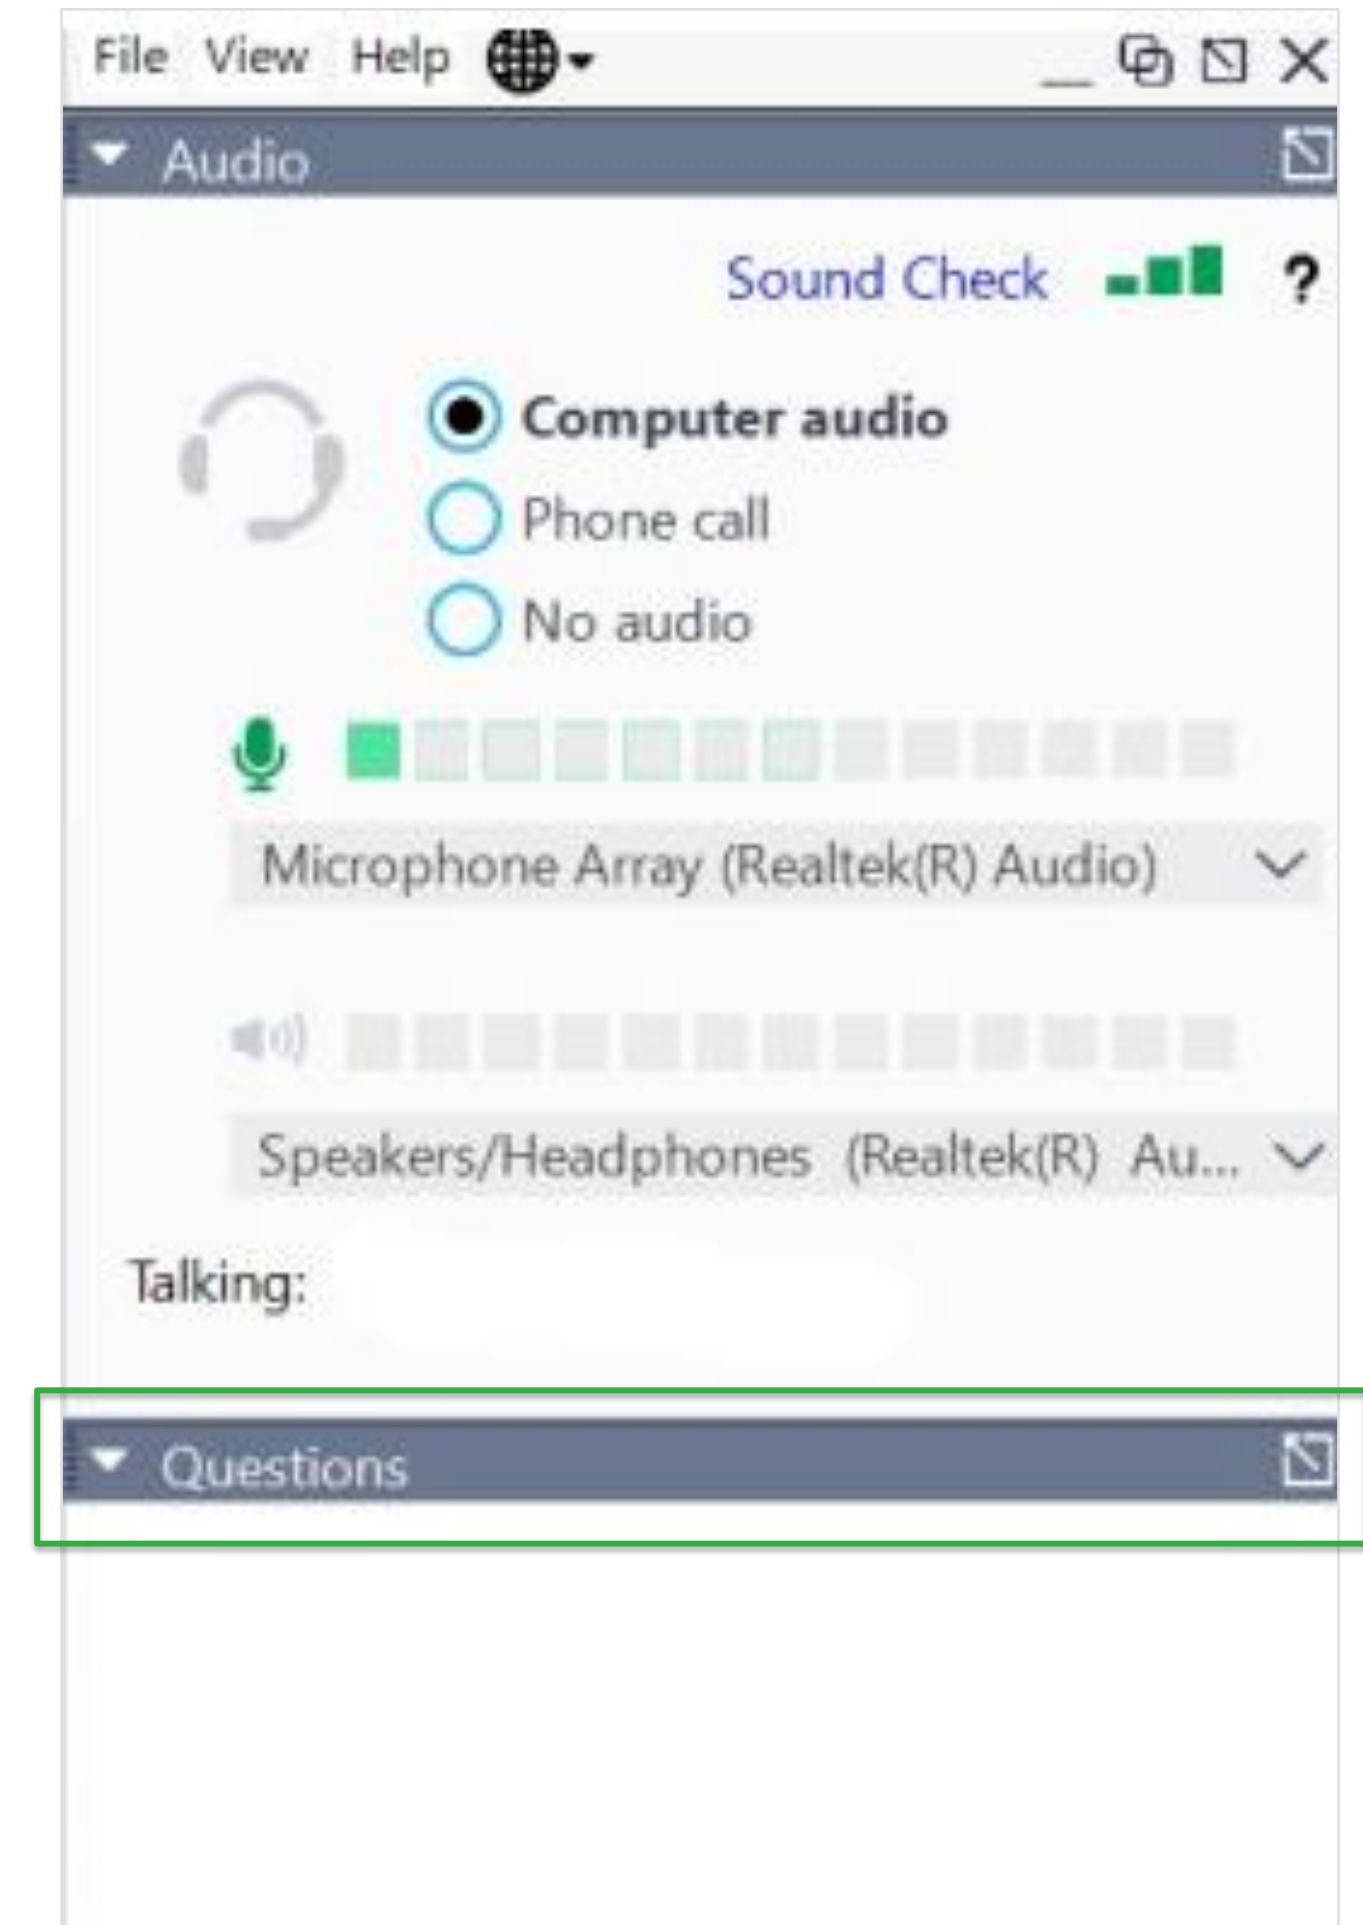 File View Help
Audio
Sound Check ?
Computer audio
Phone call
No audio
Microphone Array (Realtek(R) Audio)
Speakers/Headphones (Realtek(R) Au...
Talking:
Questions